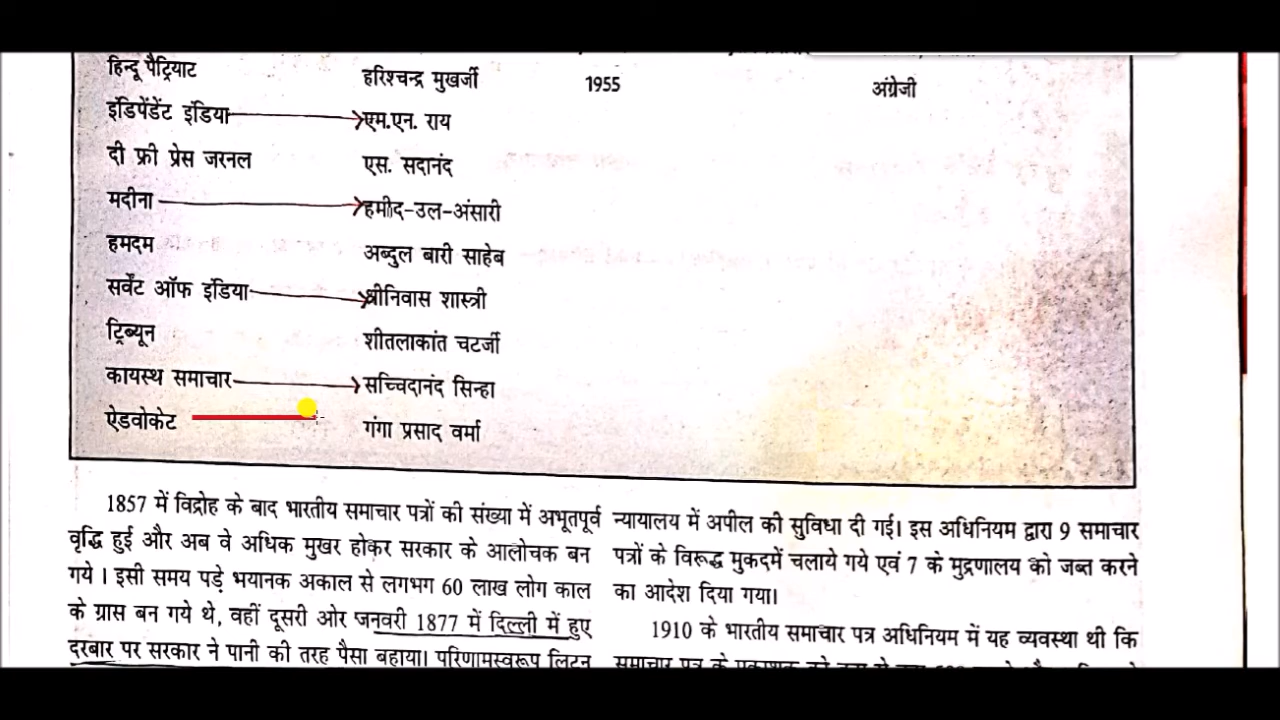 हिन्दू पैट्रियाट हरिश्चन्द्र मुखर्जी 1955 अंग्रेजी
इंडिपेंडेंट इंडिया एम.एन. राय
दी फ्री प्रेस जरनल एस. सदानंद
मदीना हमीद-उल-अंसारी
हमदम अब्दुल बारी साहेब
सर्वेंट ऑफ इंडिया श्रीनिवास शास्त्री
ट्रिब्यून शीतलाकांत चटर्जी
कायस्थ समाचार सच्चिदानंद सिन्हा
ऐडवोकेट गंगा प्रसाद वर्मा
1857 में विद्रोह के बाद भारतीय समाचार पत्रों की संख्या में अभूतपूर्व
वृद्धि हुई और अब वे अधिक मुखर होकर सरकार के आलोचक बन
गये । इसी समय पड़े भयानक अकाल से लगभग 60 लाख लोग काल
के ग्रास बन गये थे, वहीं दूसरी ओर जनवरी 1877 में दिल्ली में हुए
दरबार पर सरकार ने पानी की तरह पैसा बहाया। परिणामस्वरूप लिटन
न्यायालय में अपील की सुविधा दी गई। इस अधिनियम द्वारा 9 समाचार
पत्रों के विरूद्ध मुकदमें चलाये गये एवं 7 के मुद्रणालय को जब्त करने
का आदेश दिया गया।
1910 के भारतीय समाचार पत्र अधिनियम में यह व्यवस्था थी कि
समाचार पत्र के प्रकाशक को